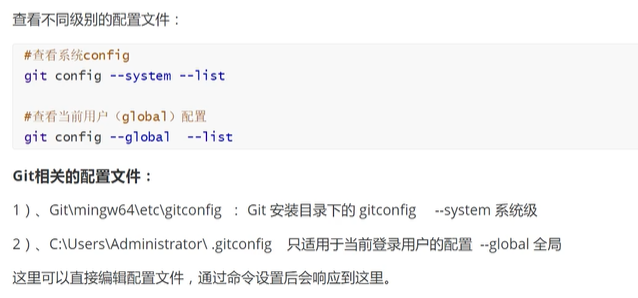 查看不同级别的配置文件：
#查看系统config
git config --system --list
#查看当前用户（global）配置
git config --global  --list
Git相关的配置文件：
1）、Git\mingw64\etc\gitconfig ：Git 安装目录下的 gitconfig --system 系统级
2）、C:\Users\Administrator\ .gitconfig 只适用于当前登录用户的配置 --global 全局
这里可以直接编辑配置文件，通过命令设置后会响应到这里。